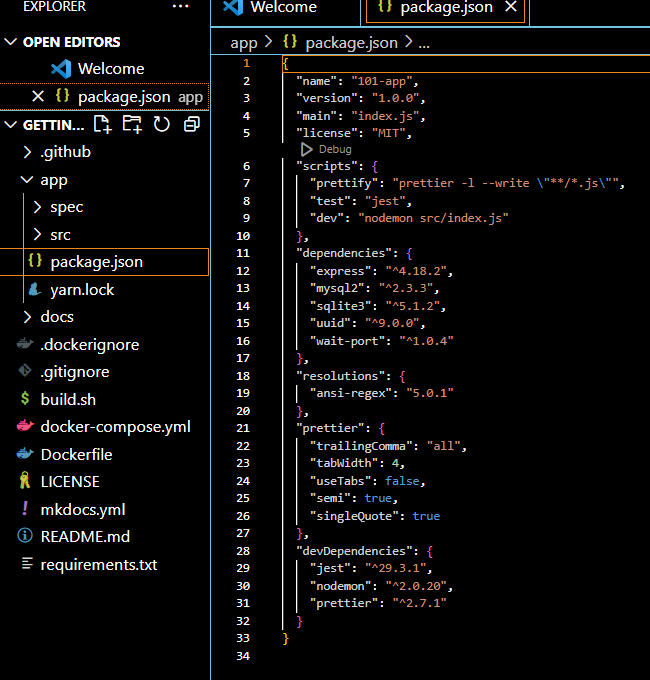 EXPLORER ...
OPEN EDITORS
Welcome
package.json app
GETTIN...
.github
app
spec
src
package.json
yarn.lock
docs
.dockerignore
.gitignore
build.sh
docker-compose.yml
Dockerfile
LICENSE
mkdocs.yml
README.md
requirements.txt
Welcome
{} package.json
app > {} package.json > ...
1 {
2 "name": "101-app",
3 "version": "1.0.0",
4 "main": "index.js",
5 "license": "MIT",
Debug
6 "scripts": {
7 "prettify": "prettier -l --write \"**/*.js\"",
8 "test": "jest",
9 "dev": "nodemon src/index.js"
10 },
11 "dependencies": {
12 "express": "^4.18.2",
13 "mysql2": "^2.3.3",
14 "sqlite3": "^5.1.2",
15 "uuid": "^9.0.0",
16 "wait-port": "^1.0.4"
17 },
18 "resolutions": {
19 "ansi-regex": "5.0.1"
20 },
21 "prettier": {
22 "trailingComma": "all",
23 "tabWidth": 4,
24 "useTabs": false,
25 "semi": true,
26 "singleQuote": true
27 },
28 "devDependencies": {
29 "jest": "^29.3.1",
30 "nodemon": "^2.0.20",
31 "prettier": "^2.7.1"
32 }
33 }
34